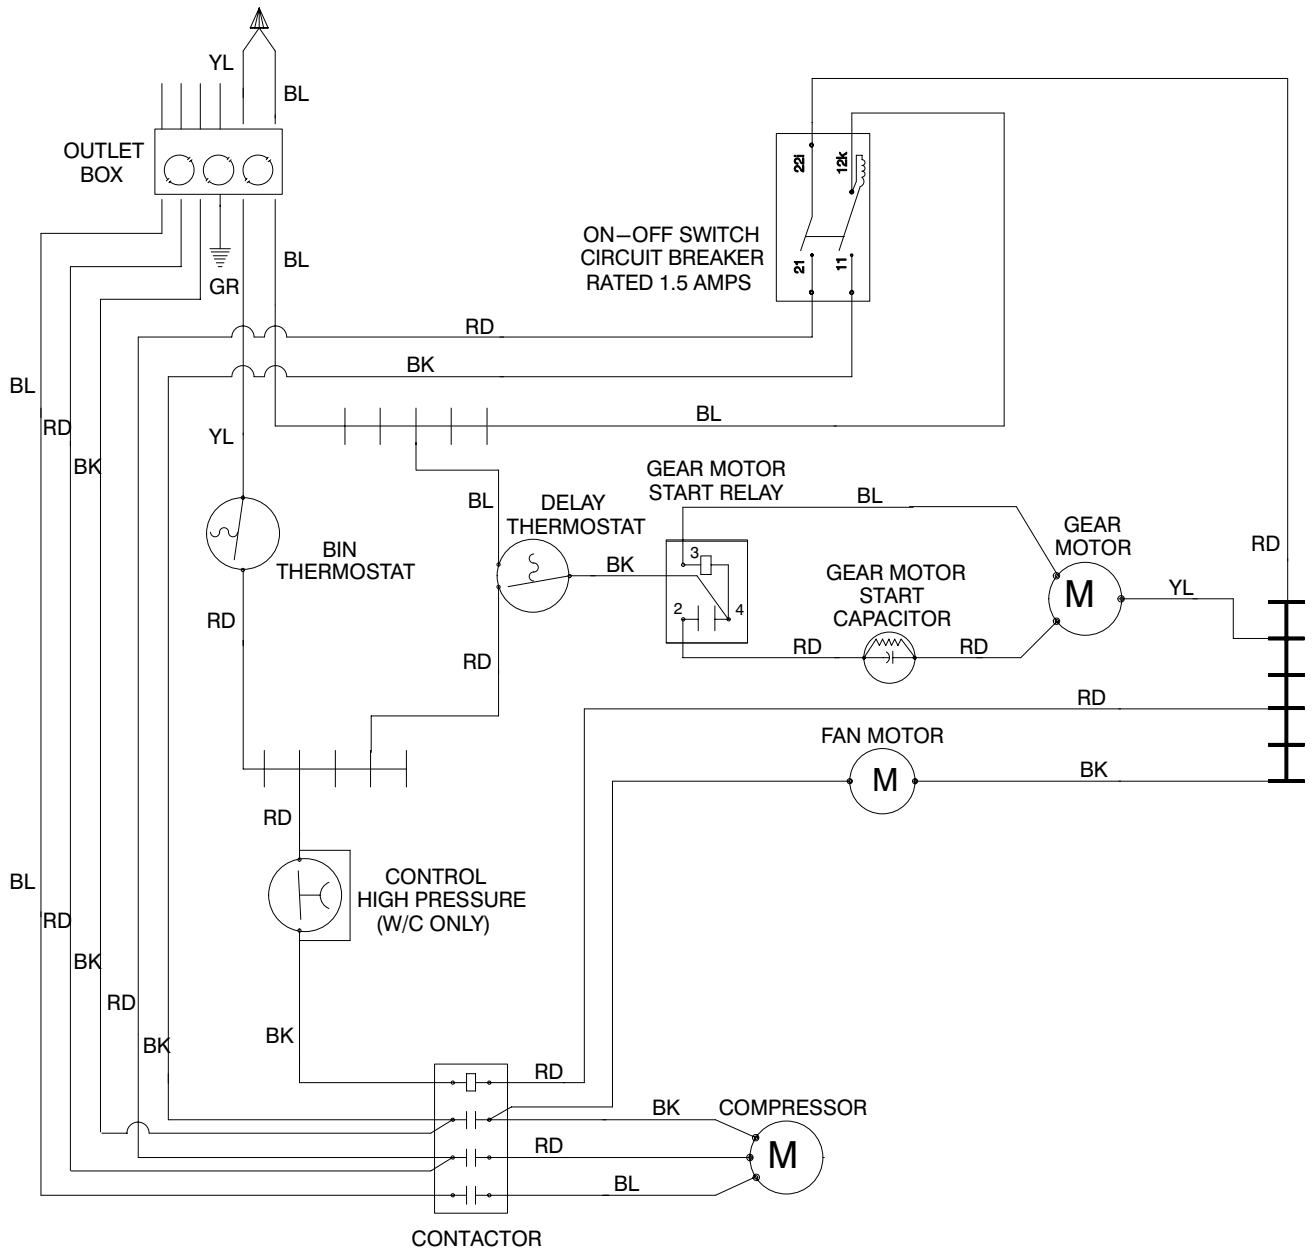 YL
BL
OUTLET
BOX
22i
12k
ON–OFF SWITCH
CIRCUIT BREAKER
RATED 1.5 AMPS
21
11
BL
GR
RD
BK
BL
RD
BK
YL
BL
GEAR MOTOR
START RELAY
BL
BL
DELAY
THERMOSTAT
GEAR
MOTOR
RD
BIN
THERMOSTAT
BK
3
2
4
GEAR MOTOR
START
CAPACITOR
M
YL
RD
RD
RD
RD
RD
FAN MOTOR
M
BK
RD
CONTROL
HIGH PRESSURE
(W/C ONLY)
BL
RD
BK
RD
BK
BK
RD
BK
COMPRESSOR
RD
M
BL
CONTACTOR